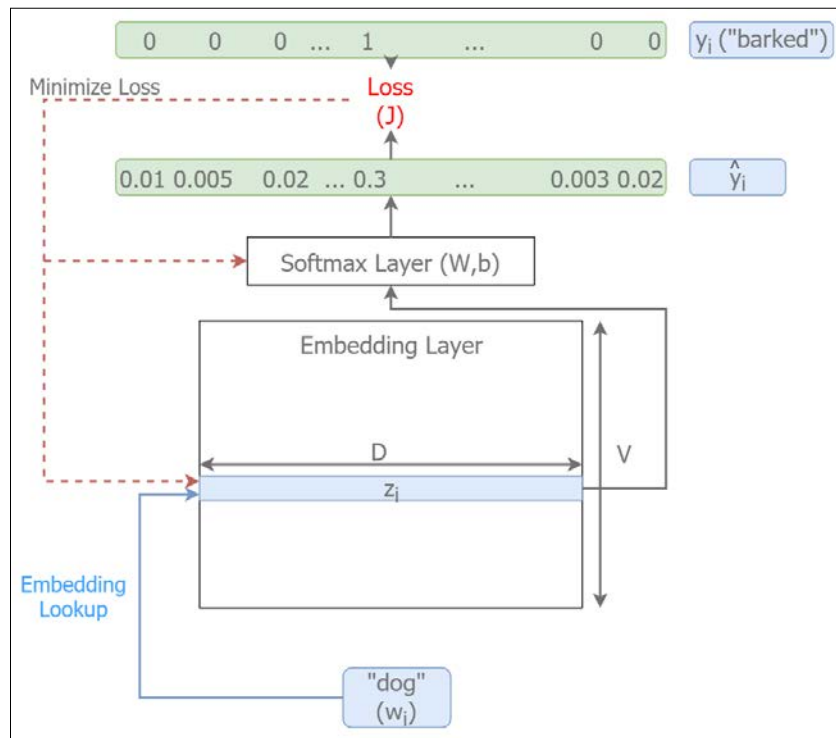 0 0 0 ... 1 ... 0 0
yᵢ ("barked")
Minimize Loss
Loss
(J)
0.01 0.005 0.02 ... 0.3 ... 0.003 0.02
ŷᵢ
Softmax Layer (W,b)
Embedding Layer
D
V
zᵢ
Embedding
Lookup
"dog"
(wᵢ)